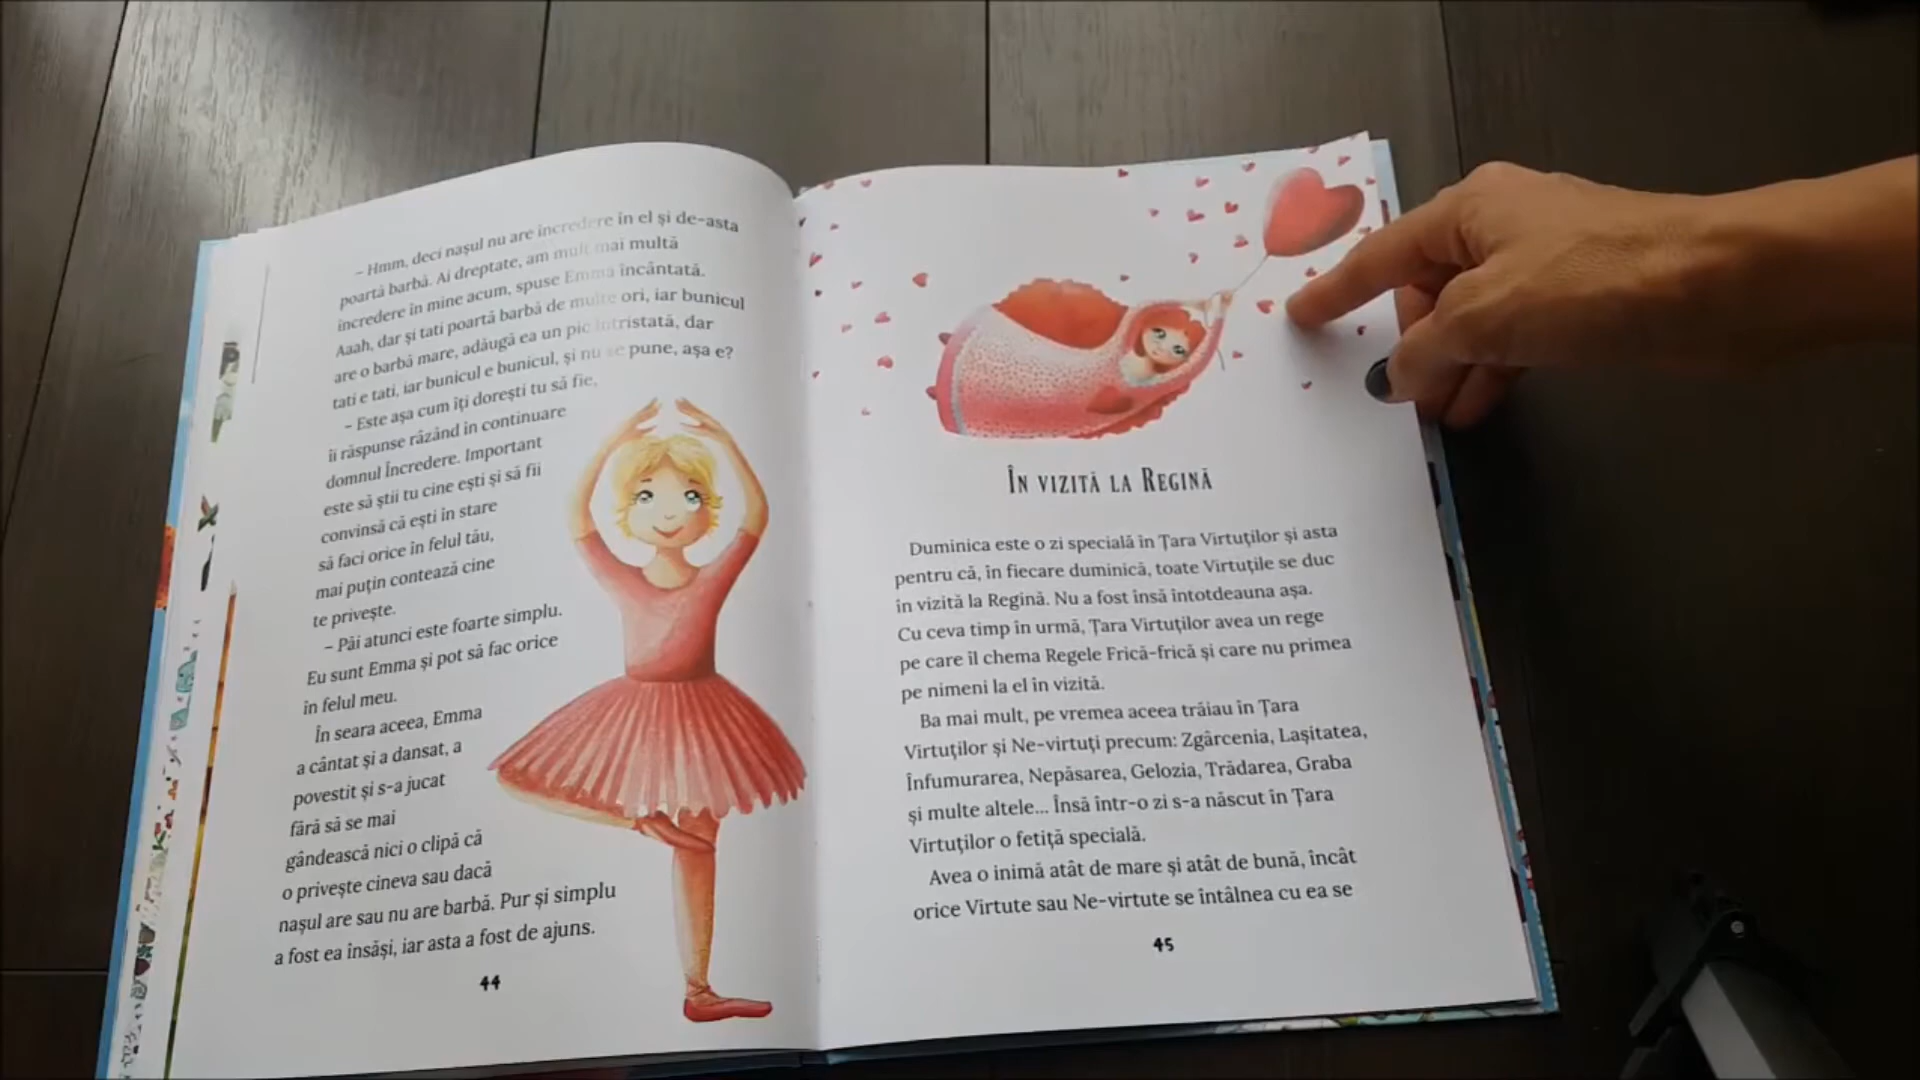 – Hmm, deci nașul nu are încredere în el și de-asta
poartă barbă. Ai dreptate, am mult mai multă
încredere în mine acum, spuse Emma încântată.
Aaah, dar și tati poartă barbă de multe ori, iar bunicul
are o barbă mare, adăugă ea un pic întristată, dar
tati e tati, iar bunicul e bunicul, și nu se pune, așa e?
– Este așa cum îți dorești tu să fie,
îi răspunse râzând în continuare
domnul Încredere. Important
este să știi tu cine ești și să fii
convinsă că ești în stare
să faci orice în felul tău,
mai puțin contează cine
te privește.
– Păi atunci este foarte simplu.
Eu sunt Emma și pot să fac orice
în felul meu.
În seara aceea, Emma
a cântat și a dansat, a
povestit și s-a jucat
fără să se mai
gândească nici o clipă că
o privește cineva sau dacă
nașul are sau nu are barbă. Pur și simplu
a fost ea însăși, iar asta a fost de ajuns.
44
În vizită la Regină
Duminica este o zi specială în Țara Virtuților și asta
pentru că, în fiecare duminică, toate Virtuțile se duc
în vizită la Regină. Nu a fost însă întotdeauna așa.
Cu ceva timp în urmă, Țara Virtuților avea un rege
pe care îl chema Regele Frică-frică și care nu primea
pe nimeni la el în vizită.
Ba mai mult, pe vremea aceea trăiau în Țara
Virtuților și Ne-virtuți precum: Zgârcenia, Lașitatea,
Înfumurarea, Nepăsarea, Gelozia, Trădarea, Graba
și multe altele... Însă într-o zi s-a născut în Țara
Virtuților o fetiță specială.
Avea o inimă atât de mare și atât de bună, încât
orice Virtute sau Ne-virtute se întâlnea cu ea se
45